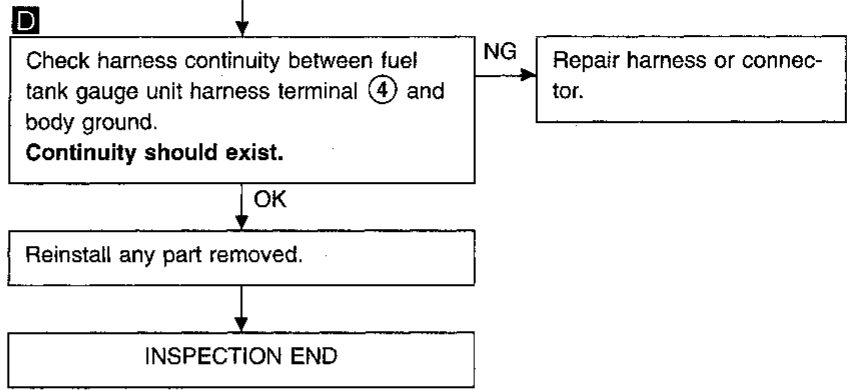 D
Check harness continuity between fuel
tank gauge unit harness terminal ④ and
body ground.
Continuity should exist.
NG
Repair harness or connec-
tor.
OK
Reinstall any part removed.
INSPECTION END